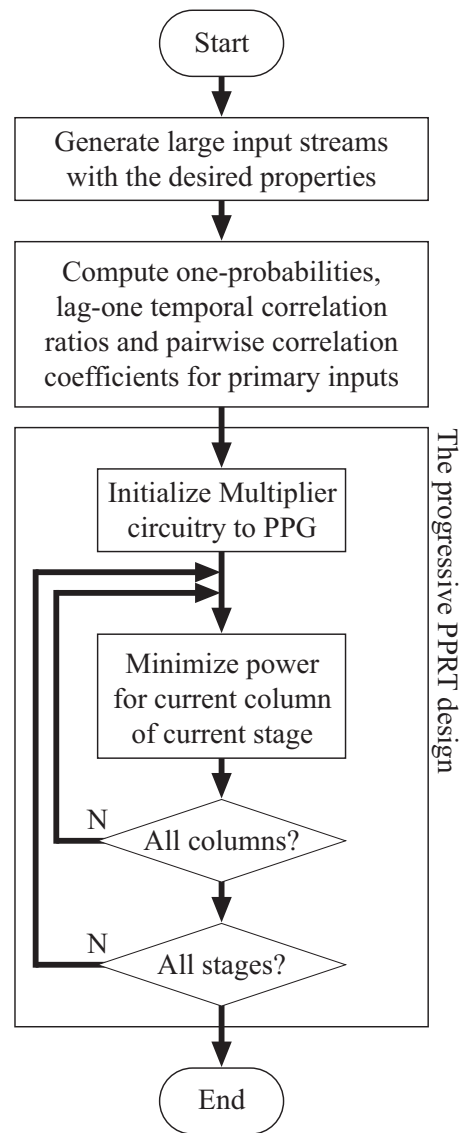 Start
Generate large input streams
with the desired properties
Compute one-probabilities,
lag-one temporal correlation
ratios and pairwise correlation
coefficients for primary inputs
The progressive PPRT design
Initialize Multiplier
circuitry to PPG
Minimize power
for current column
of current stage
N
All columns?
N
All stages?
End